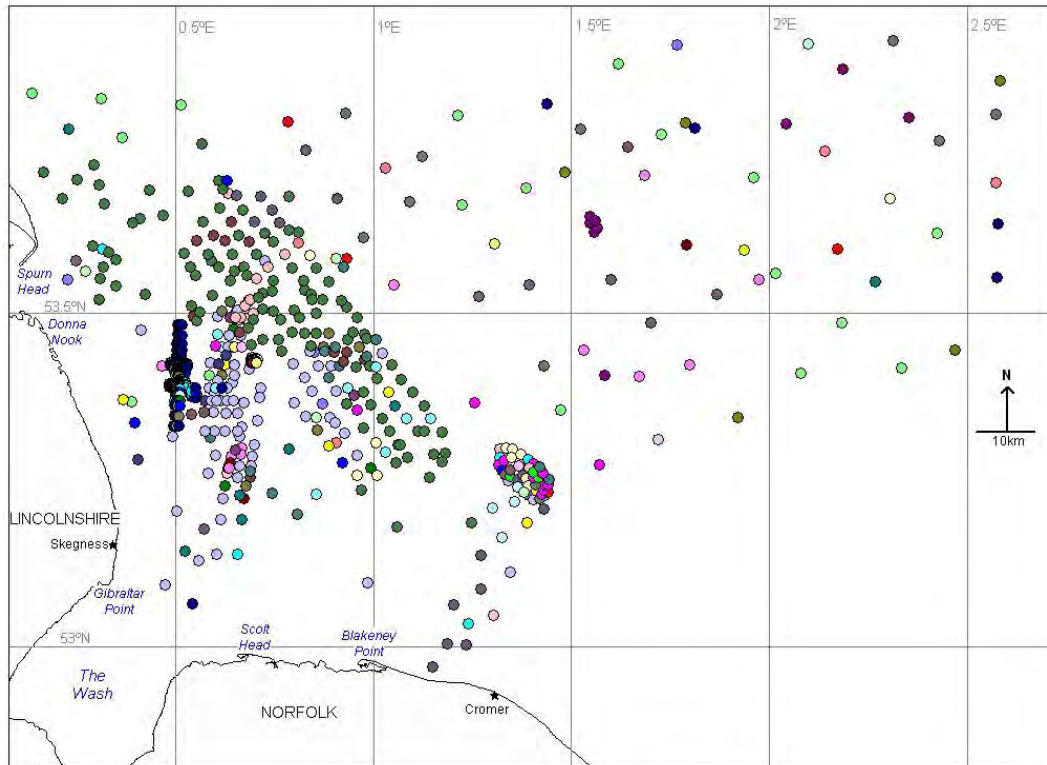 0.5ºE
1ºE
1.5ºE
2ºE
2.5ºE
Spurn
Head
53.5ºN
Donna
Nook
N
10km
LINCOLNSHIRE
Skegness
Gibraltar
Point
53ºN
Scolt
Head
Blakeney
Point
The
Wash
NORFOLK
Cromer